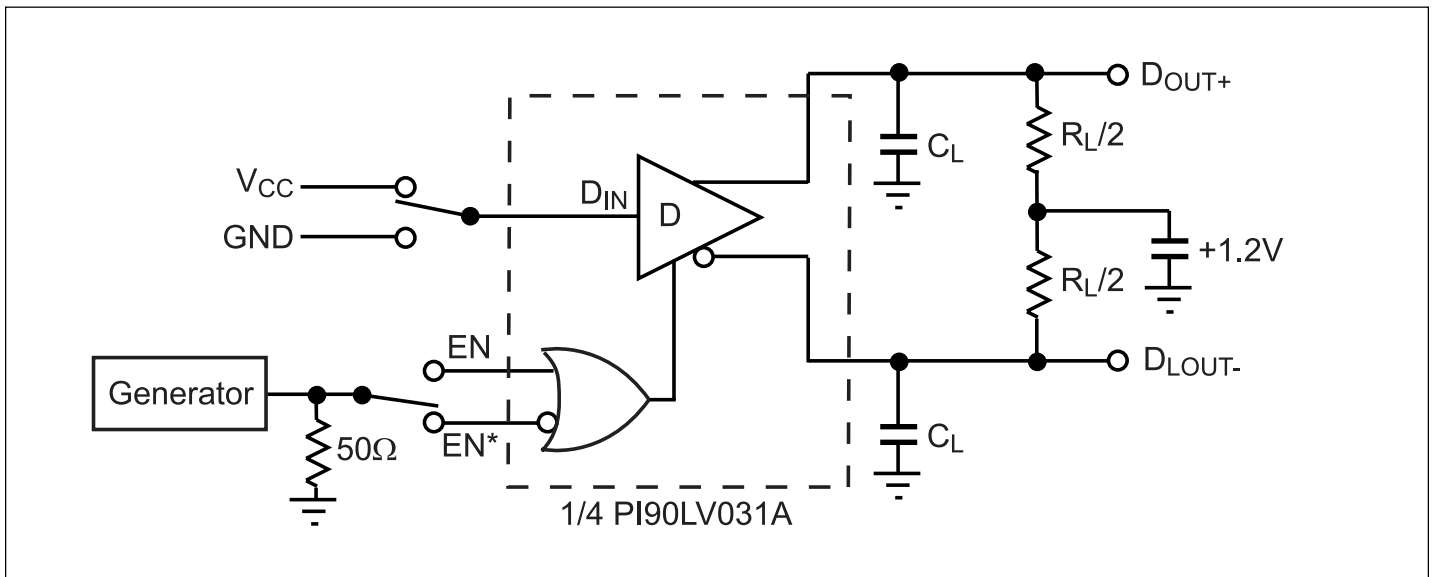 DOUT+
CL
RL/2
VCC
DIN
D
GND
+1.2V
RL/2
EN
DLOUT-
Generator
EN*
CL
50Ω
1/4 PI90LV031A